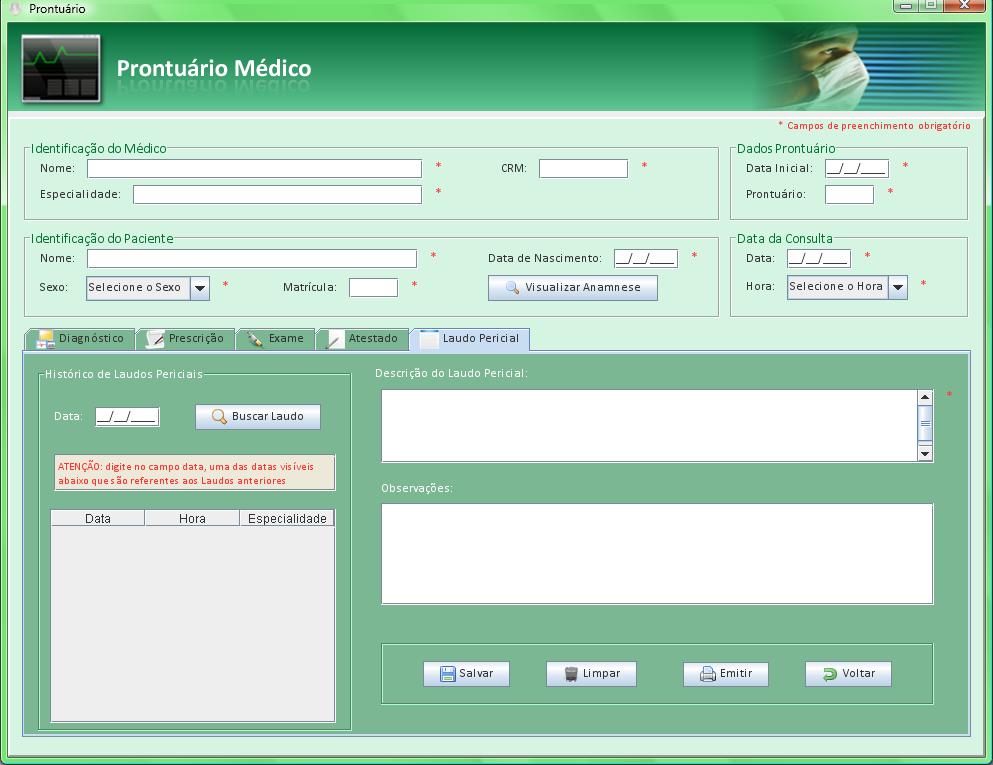 Prontuário
Prontuário Médico
* Campos de preenchimento obrigatório
Identificação do Médico
Nome: * CRM: *
Especialidade: *
Dados Prontuário
Data Inicial: __/__/____ *
Prontuário: *
Identificação do Paciente
Nome: * Data de Nascimento: __/__/____ *
Sexo: Selecione o Sexo * Matrícula: * Visualizar Anamnese
Data da Consulta
Data: __/__/____ *
Hora: Selecione o Hora *
Diagnóstico Prescrição Exame Atestado Laudo Pericial
Histórico de Laudos Periciais
Data: __/__/____ Buscar Laudo
ATENÇÃO: digite no campo data, uma das datas visíveis
abaixo que são referentes aos Laudos anteriores
Data Hora Especialidade
Descrição do Laudo Pericial:
*
Observações:
Salvar Limpar Emitir Voltar